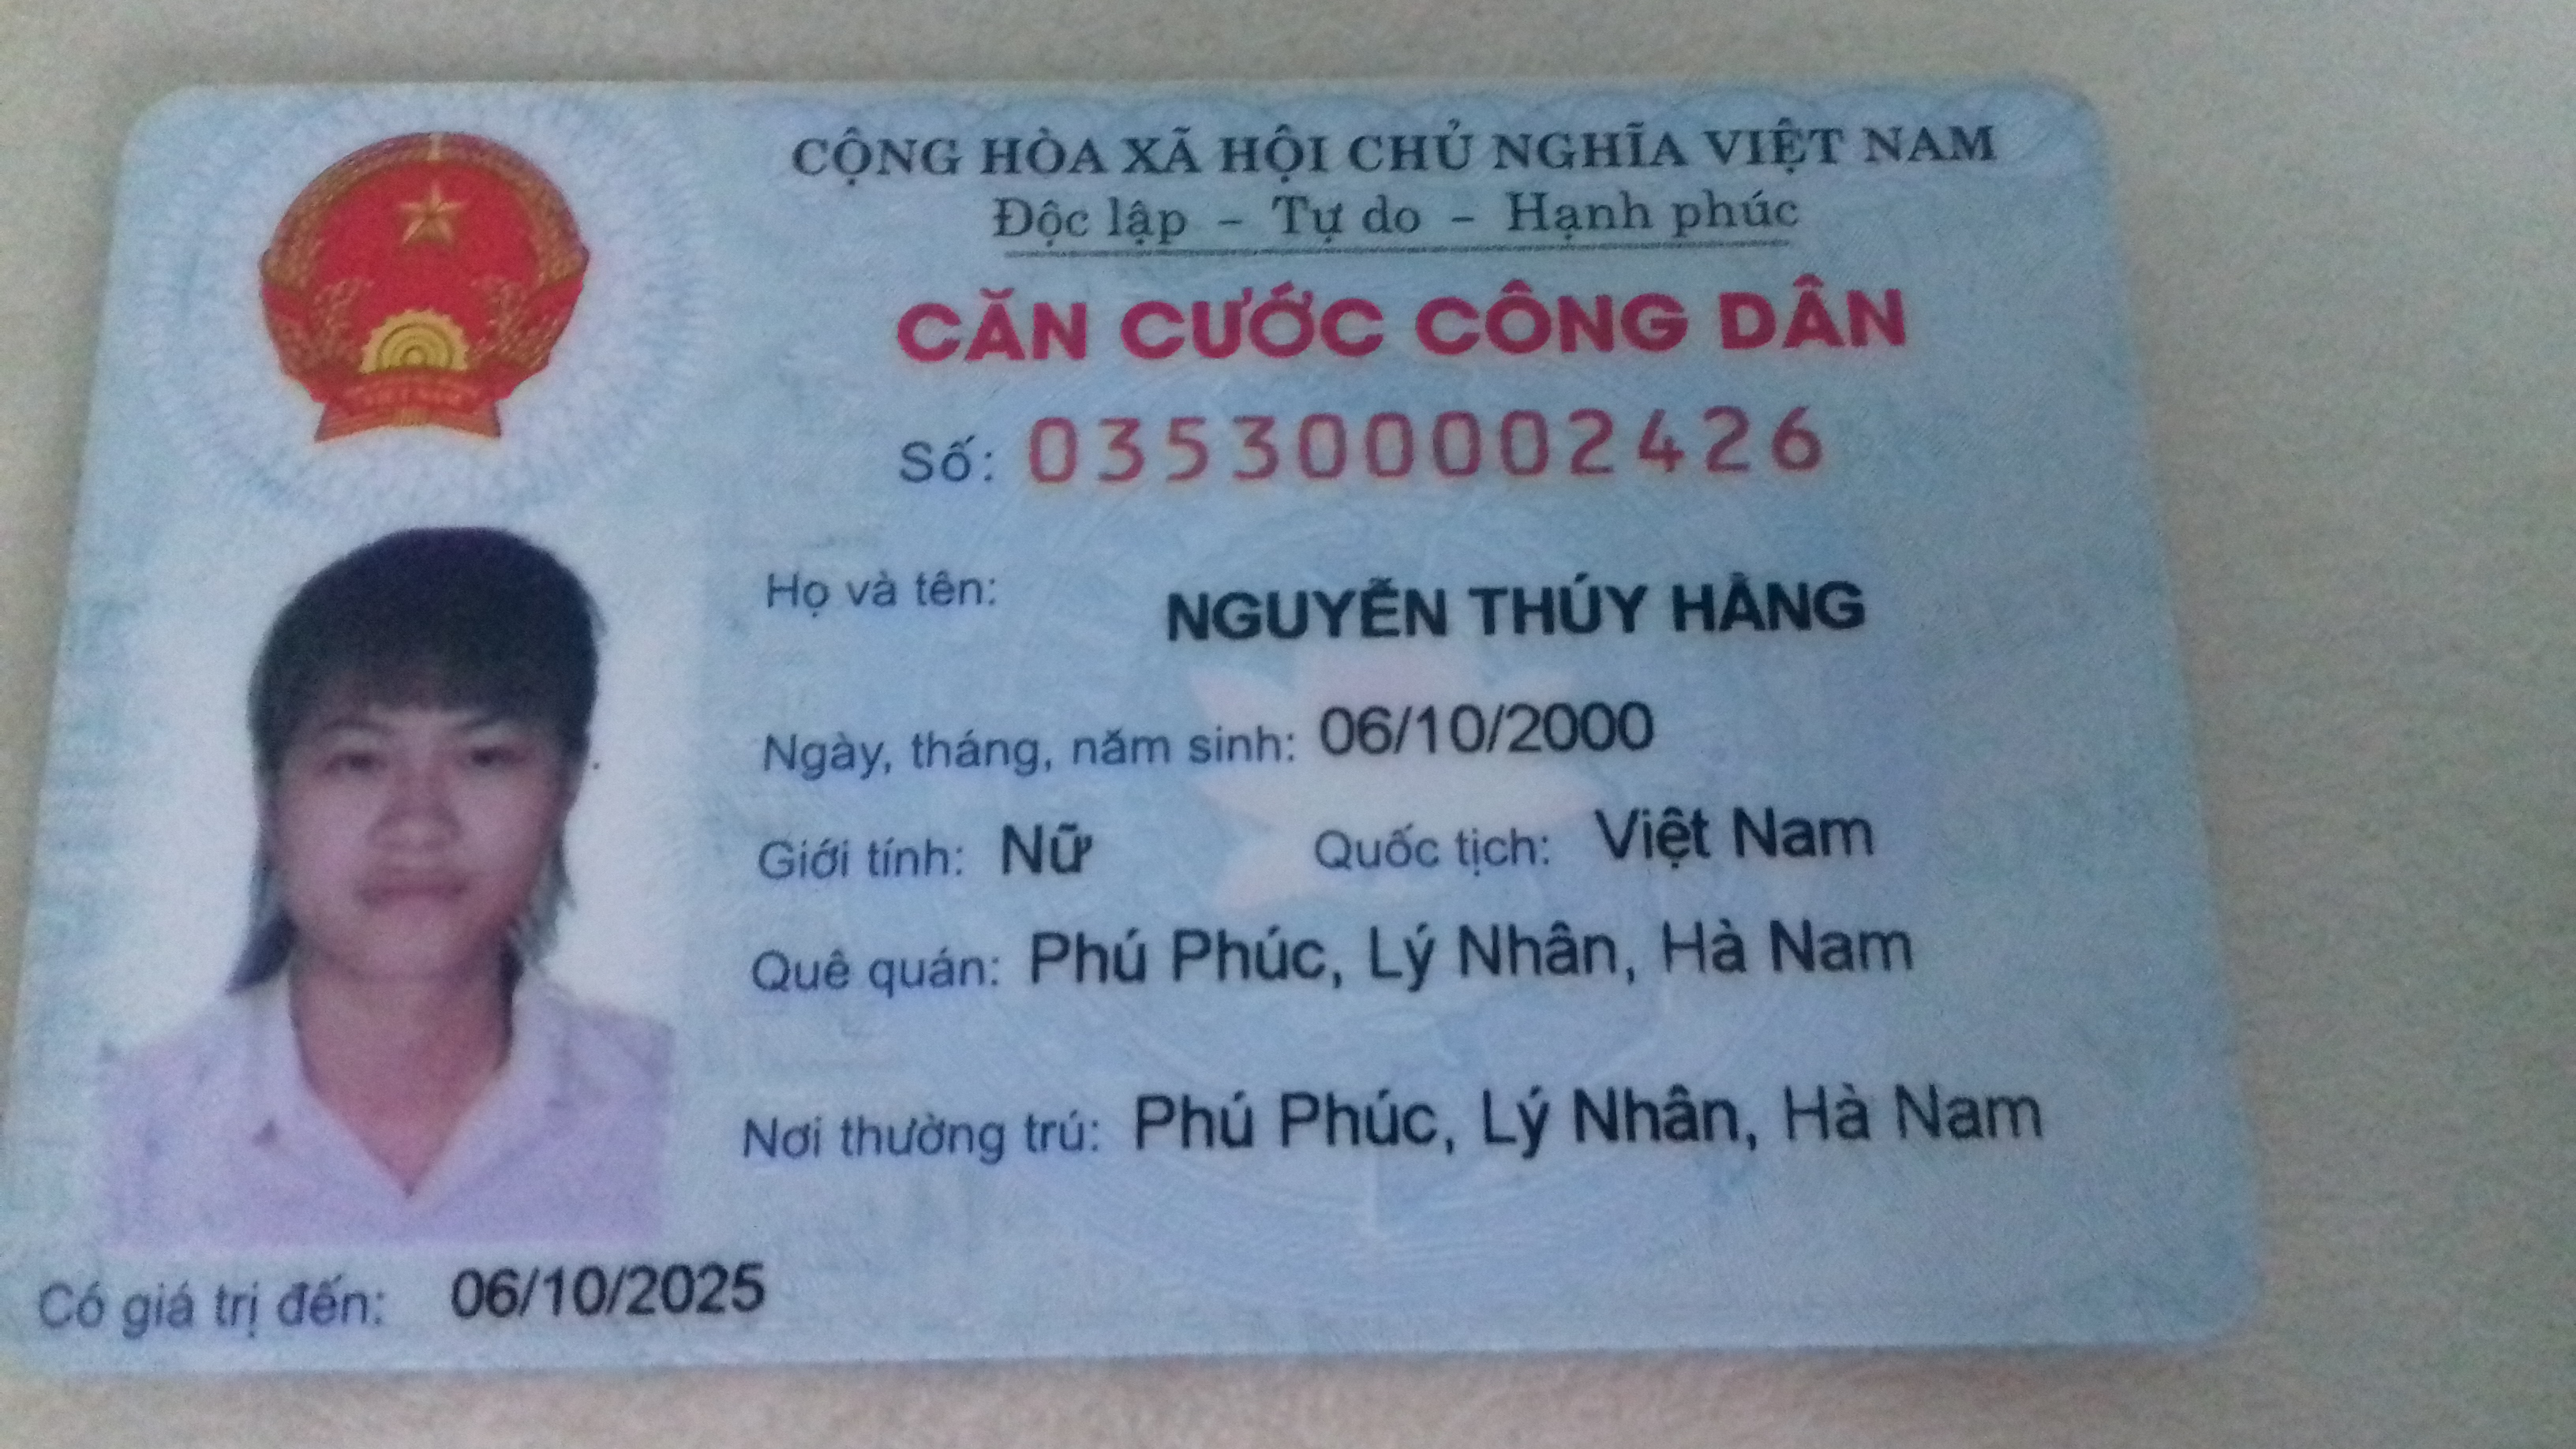 CỘNG HÒA XÃ HỘI CHỦ NGHĨA VIỆT NAM
Độc lập – Tự do – Hạnh phúc
CĂN CƯỚC CÔNG DÂN
Số: 035300002426
Họ và tên: NGUYỄN THÚY HẰNG
Ngày, tháng, năm sinh: 06/10/2000
Giới tính: Nữ Quốc tịch: Việt Nam
Quê quán: Phú Phúc, Lý Nhân, Hà Nam
Nơi thường trú: Phú Phúc, Lý Nhân, Hà Nam
Có giá trị đến: 06/10/2025